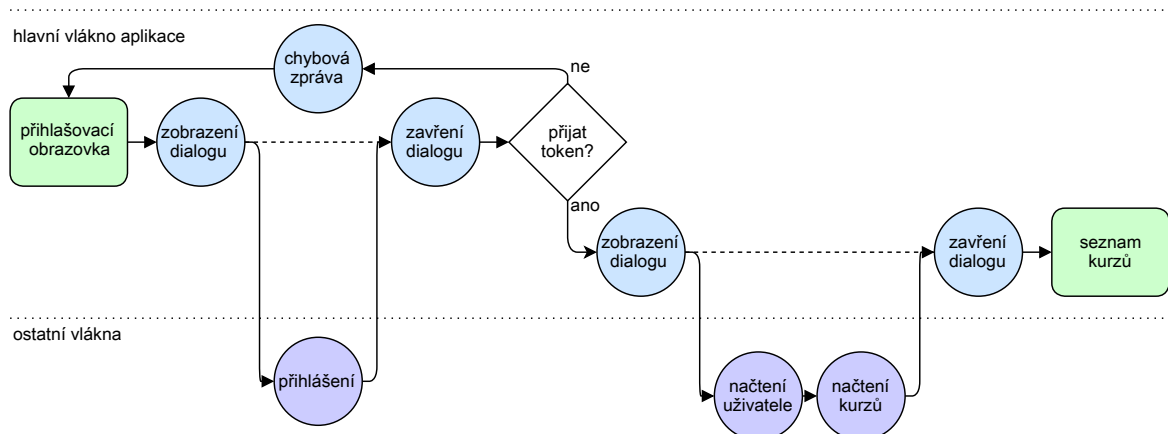 hlavní vlákno aplikace
chybová
zpráva
ne
přihlašovací
obrazovka
zobrazení
dialogu
zavření
dialogu
přijat
token?
ano
zobrazení
dialogu
zavření
dialogu
seznam
kurzů
ostatní vlákna
přihlášení
načtení
uživatele
načtení
kurzů